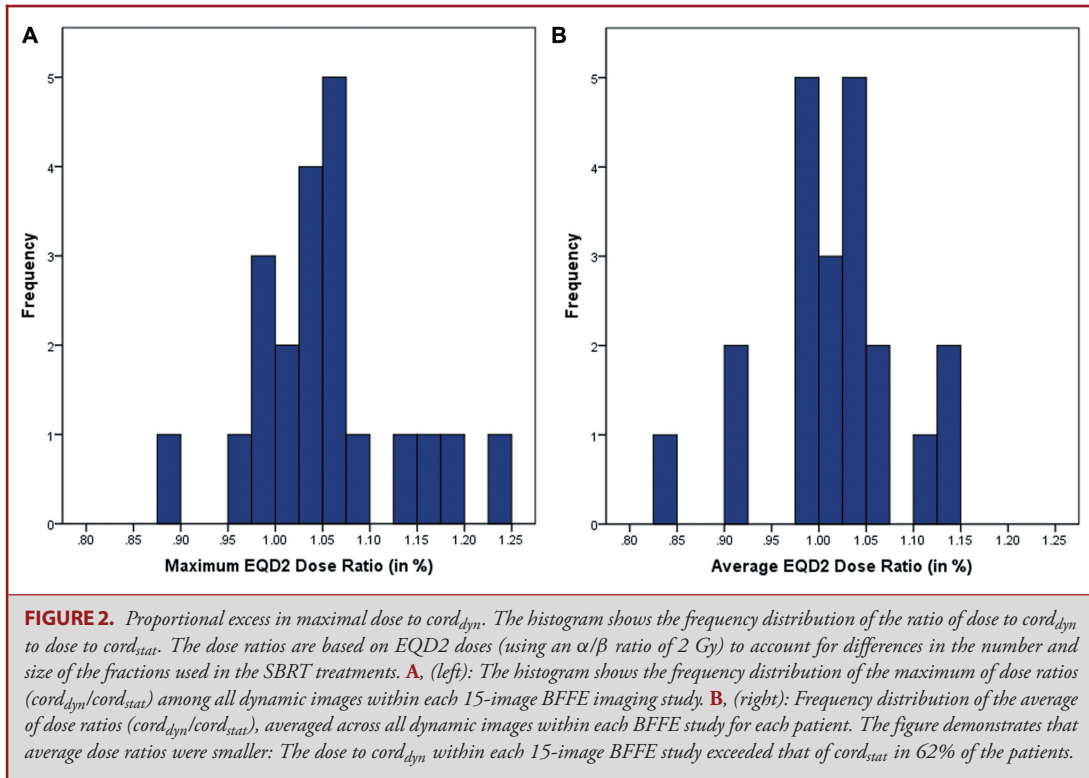 A
Frequency
5
4
3
2
1
0
.80 .85 .90 .95 1.00 1.05 1.10 1.15 1.20 1.25
Maximum EQD2 Dose Ratio (in %)
B
Frequency
5
4
3
2
1
0
.80 .85 .90 .95 1.00 1.05 1.10 1.15 1.20 1.25
Average EQD2 Dose Ratio (in %)
FIGURE 2. Proportional excess in maximal dose to cord_dyn. The histogram shows the frequency distribution of the ratio of dose to cord_dyn
to dose to cord_stat. The dose ratios are based on EQD2 doses (using an α/β ratio of 2 Gy) to account for differences in the number and
size of the fractions used in the SBRT treatments. A, (left): The histogram shows the frequency distribution of the maximum of dose ratios
(cord_dyn/cord_stat) among all dynamic images within each 15-image BFFE imaging study. B, (right): Frequency distribution of the average
of dose ratios (cord_dyn/cord_stat), averaged across all dynamic images within each BFFE study for each patient. The figure demonstrates that
average dose ratios were smaller: The dose to cord_dyn within each 15-image BFFE study exceeded that of cord_stat in 62% of the patients.